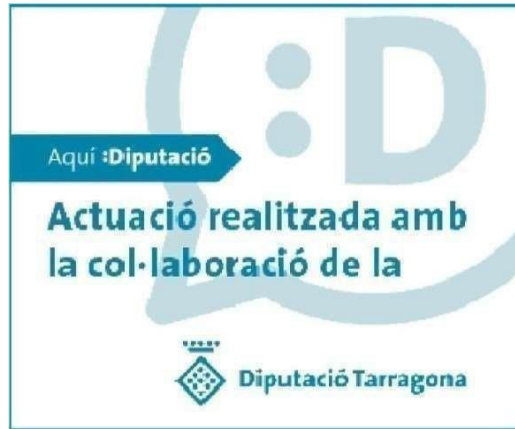 :D
Aquí :Diputació
Actuació realitzada amb
la col·laboració de la
Diputació Tarragona